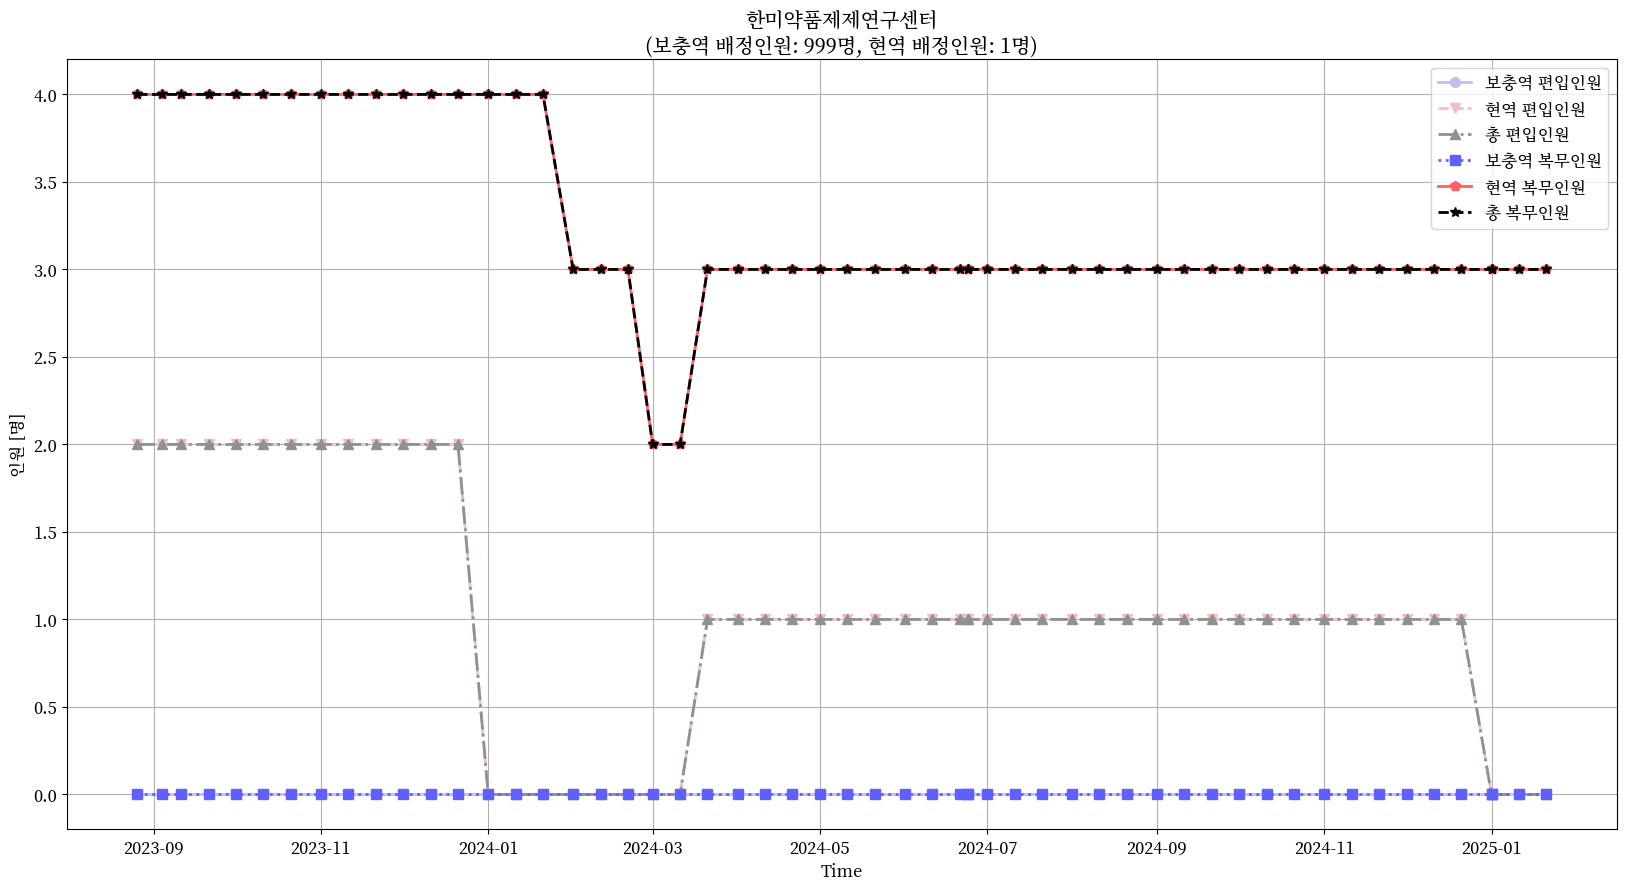 한미약품제제연구센터
(보충역 배정인원: 999명, 현역 배정인원: 1명)
보충역 편입인원
현역 편입인원
총 편입인원
보충역 복무인원
현역 복무인원
총 복무인원
인원 [명]
4.0
3.5
3.0
2.5
2.0
1.5
1.0
0.5
0.0
2023-09 2023-11 2024-01 2024-03 2024-05 2024-07 2024-09 2024-11 2025-01
Time